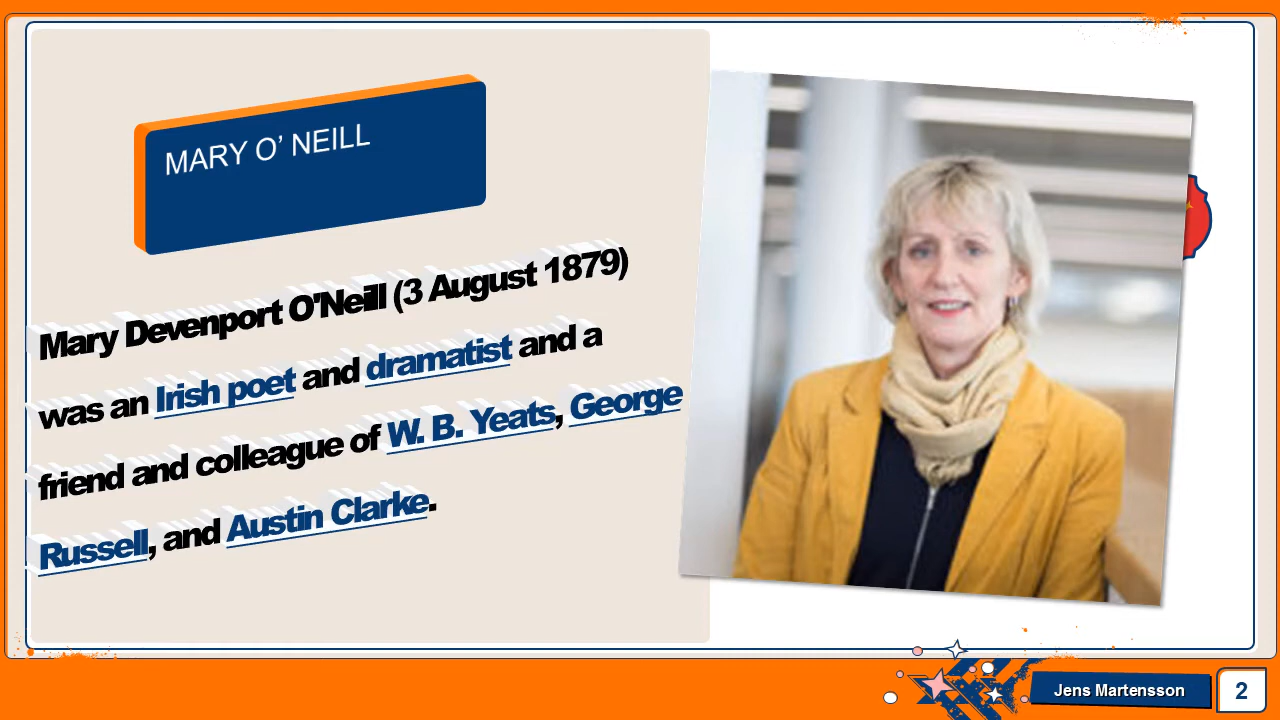 MARY O’ NEILL
Mary Devenport O'Neill (3 August 1879)
was an Irish poet and dramatist and a
friend and colleague of W. B. Yeats, George
Russell, and Austin Clarke.
Jens Martensson
2